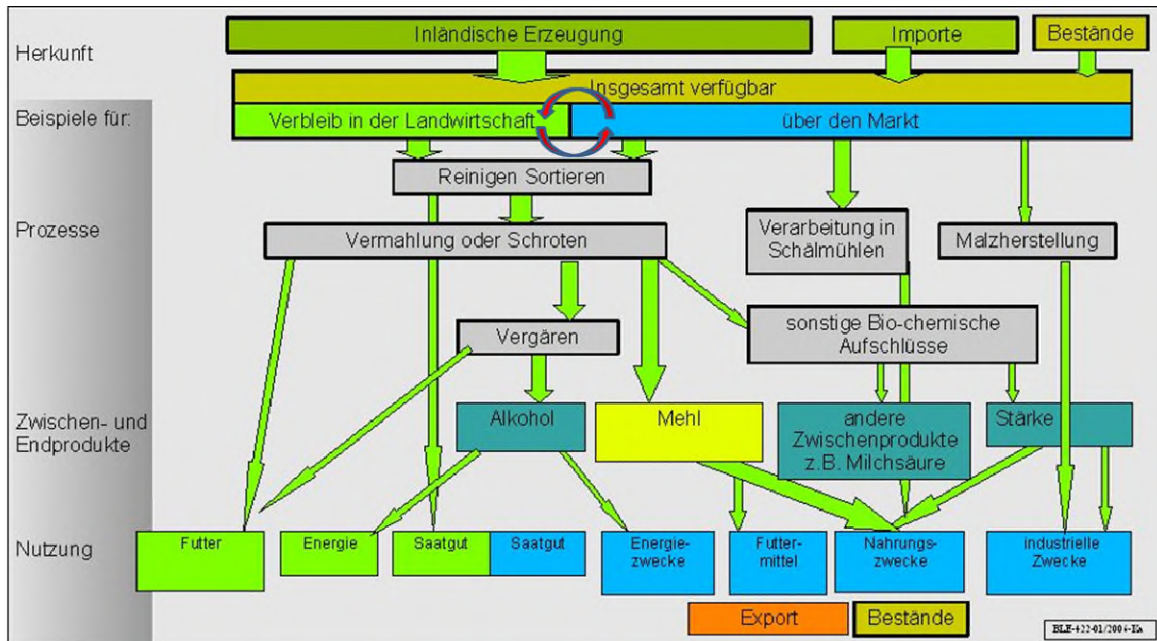 Herkunft
Inländische Erzeugung
Importe
Bestände
Insgesamt verfügbar
Beispiele für:
Verbleib in der Landwirtschaft
über den Markt
Reinigen Sortieren
Prozesse
Vermahlung oder Schroten
Verarbeitung in
Schälmühlen
Malzherstellung
Vergären
sonstige Bio-chemische
Aufschlüsse
Zwischen- und
Endprodukte
Alkohol
Mehl
andere
Zwischenprodukte
z.B. Milchsäure
Stärke
Nutzung
Futter
Energie
Saatgut
Saatgut
Energie-
zwecke
Futter-
mittel
Nahrungs-
zwecke
industrielle
Zwecke
Export
Bestände